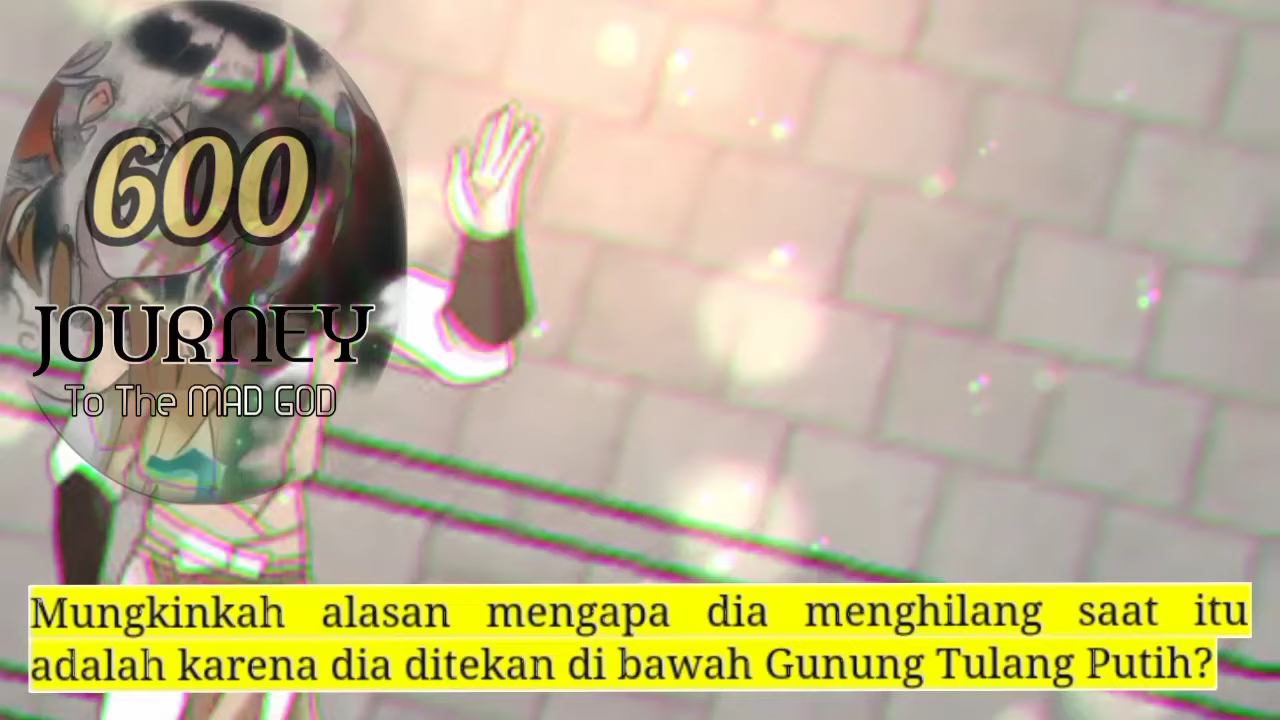 600
JOURNEY
To The MAD GOD
Mungkinkah alasan mengapa dia menghilang saat itu
adalah karena dia ditekan di bawah Gunung Tulang Putih?